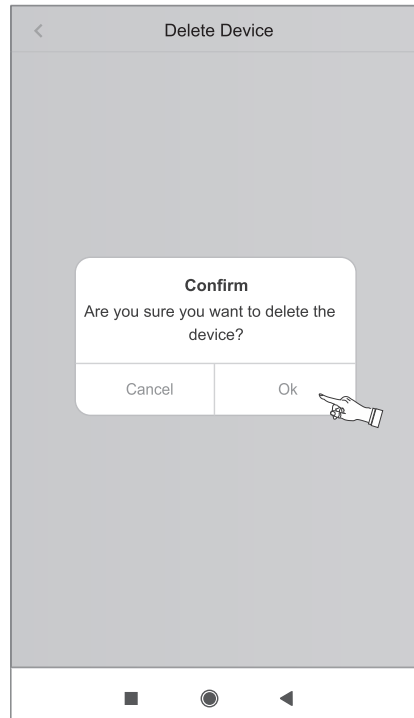 Delete Device
Confirm
Are you sure you want to delete the
device?
Cancel
Ok